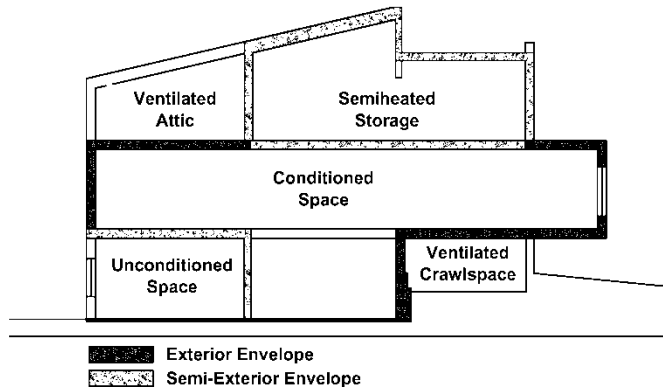 Ventilated
Attic
Semiheated
Storage
Conditioned
Space
Unconditioned
Space
Ventilated
Crawlspace
Exterior Envelope
Semi-Exterior Envelope